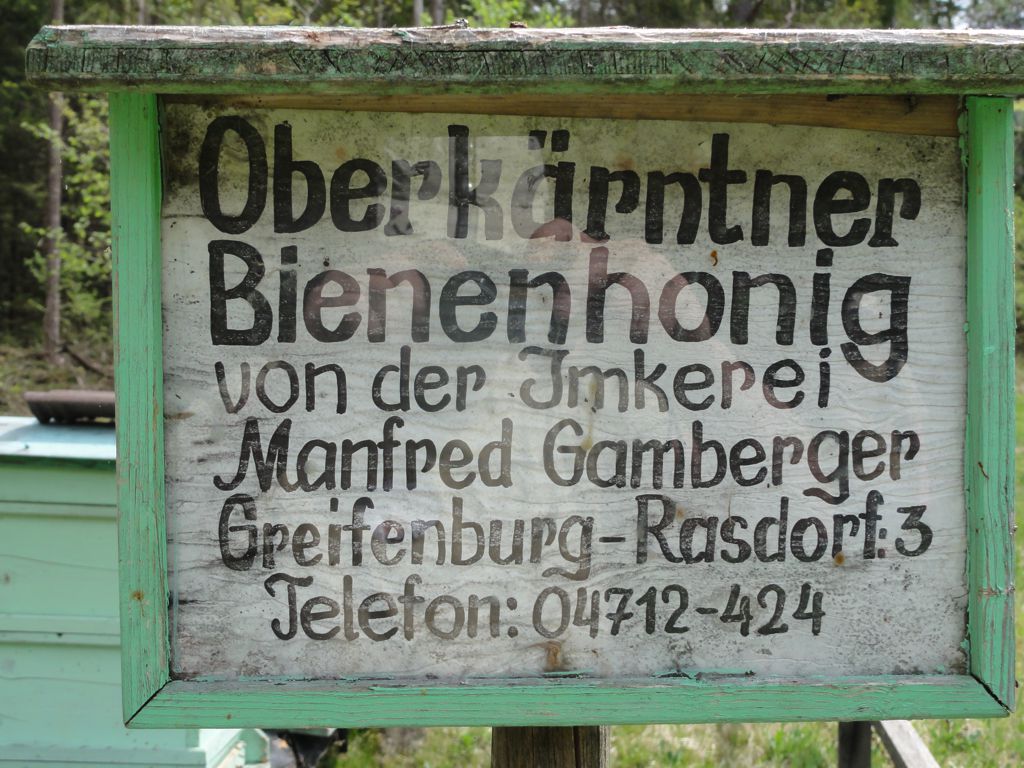 Oberkärntner
Bienenhonig
von der Imkerei
Manfred Gamberger
Greifenburg-Rasdorf:3
Telefon: 04712-424